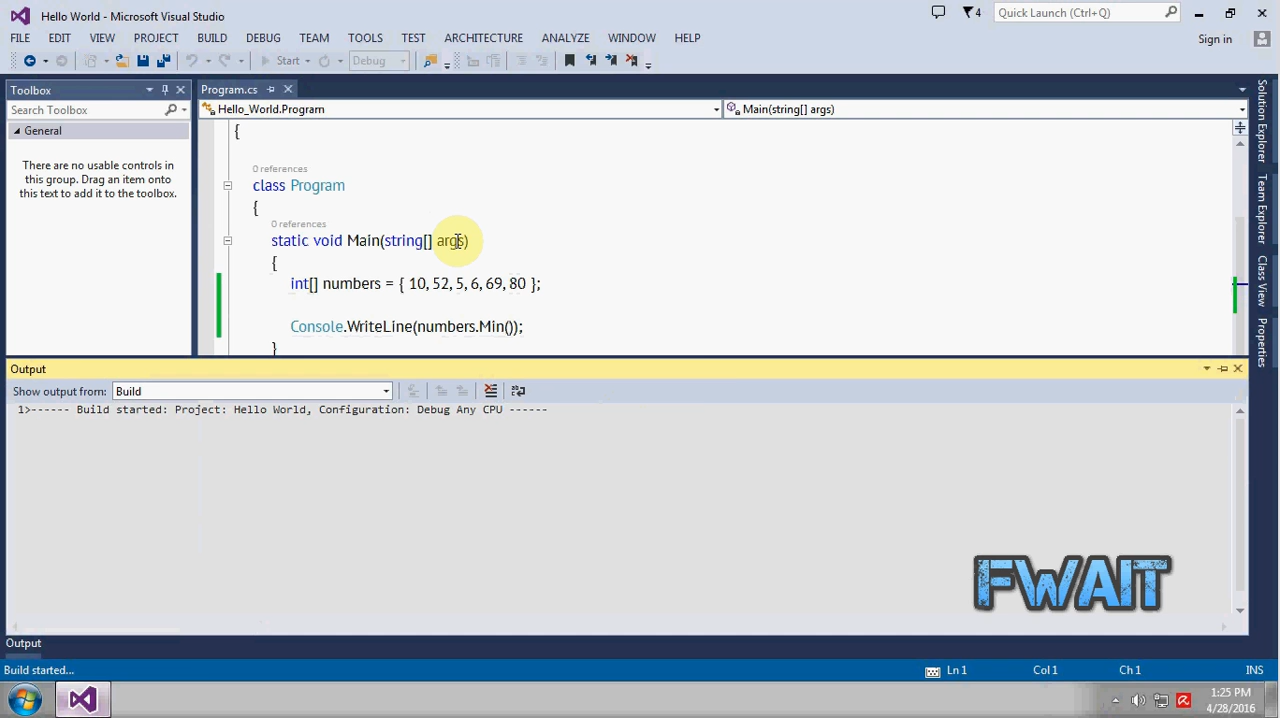 Hello World - Microsoft Visual Studio
4
Quick Launch (Ctrl+Q)
FILE EDIT VIEW PROJECT BUILD DEBUG TEAM TOOLS TEST ARCHITECTURE ANALYZE WINDOW HELP
Sign in
Start
Debug
Toolbox
Search Toolbox
General
There are no usable controls in
this group. Drag an item onto
this text to add it to the toolbox.
Program.cs
Hello_World.Program
Main(string[] args)
{
0 references
class Program
{
0 references
static void Main(string[] args)
{
int[] numbers = { 10, 52, 5, 6, 69, 80 };
Console.WriteLine(numbers.Min());
}
Solution Explorer
Team Explorer
Class View
Properties
Output
Show output from: Build
1>------ Build started: Project: Hello World, Configuration: Debug Any CPU ------
FWAIT
Output
Build started...
Ln 1
Col 1
Ch 1
INS
1:25 PM
4/28/2016